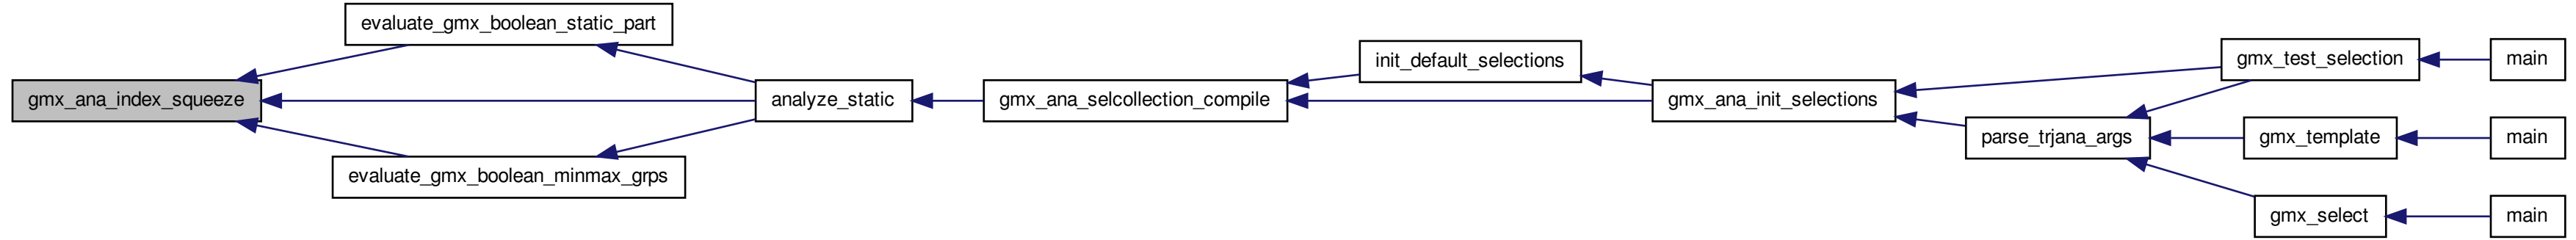 gmx_ana_index_squeeze
evaluate_gmx_boolean_static_part
analyze_static
evaluate_gmx_boolean_minmax_grps
gmx_ana_selcollection_compile
init_default_selections
gmx_ana_init_selections
parse_trjana_args
gmx_test_selection
main
gmx_template
main
gmx_select
main